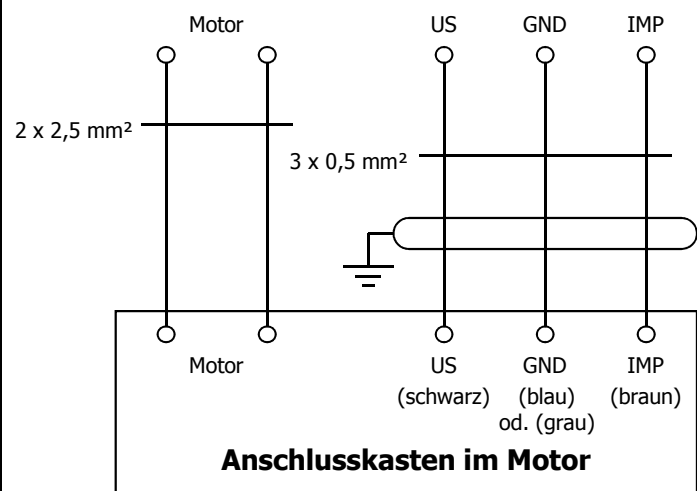 Motor US GND IMP
2 x 2,5 mm²
3 x 0,5 mm²
Motor US GND IMP
(schwarz) (blau) (braun)
od. (grau)
Anschlusskasten im Motor